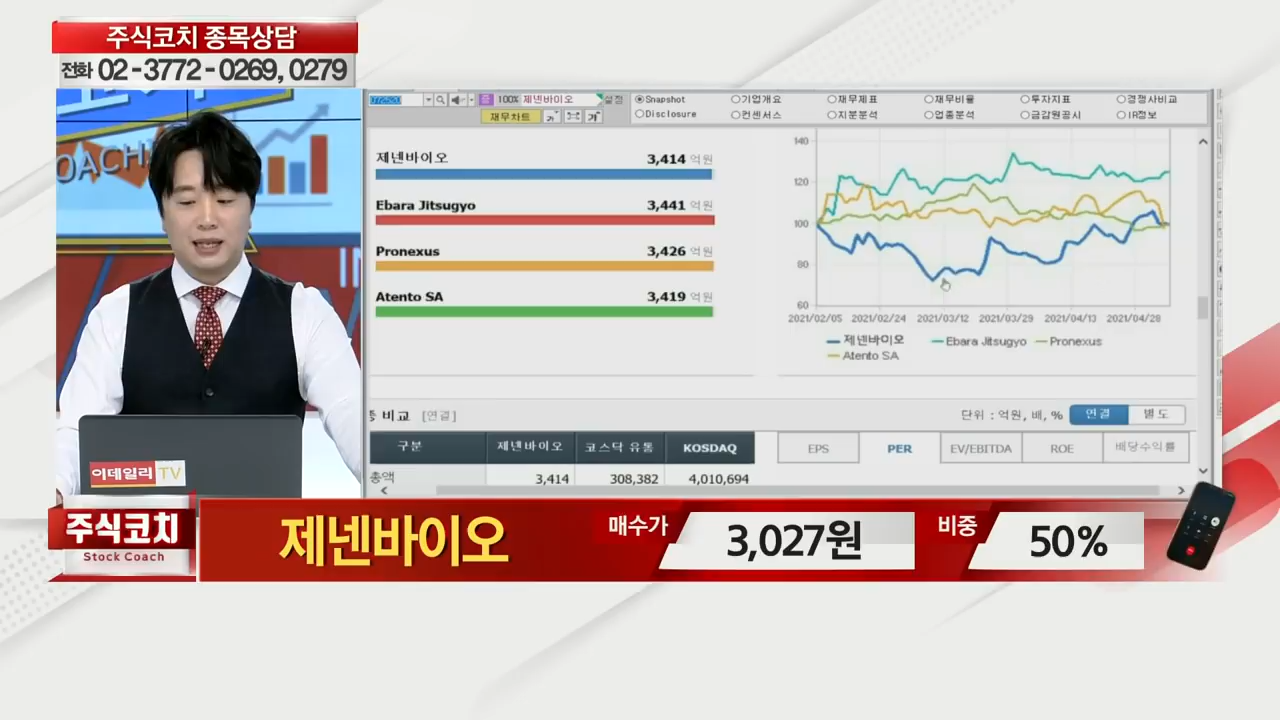 주식코치 종목상담
전화 02-3772-0269, 0279
OACH
IN
이데일리 TV
100% 제넨바이오 설정
재무차트
Snapshot 기업개요 재무제표 재무비율 투자지표 경쟁사비교
Disclosure 컨센서스 지분분석 업종분석 금감원공시 IR정보
제넨바이오 3,414 억원
Ebara Jitsugyo 3,441 억원
Pronexus 3,426 억원
Atento SA 3,419 억원
140
120
100
80
60
2021/02/05 2021/02/24 2021/03/12 2021/03/29 2021/04/13 2021/04/28
제넨바이오 Ebara Jitsugyo Pronexus
Atento SA
종 비교 [연결]
단위 : 억원, 배, % 연결 별도
구분 제넨바이오 코스닥 유통 KOSDAQ
EPS PER EV/EBITDA ROE 배당수익률
총액 3,414 308,382 4,010,694
주식코치
Stock Coach
제넨바이오 매수가 3,027원 비중 50%